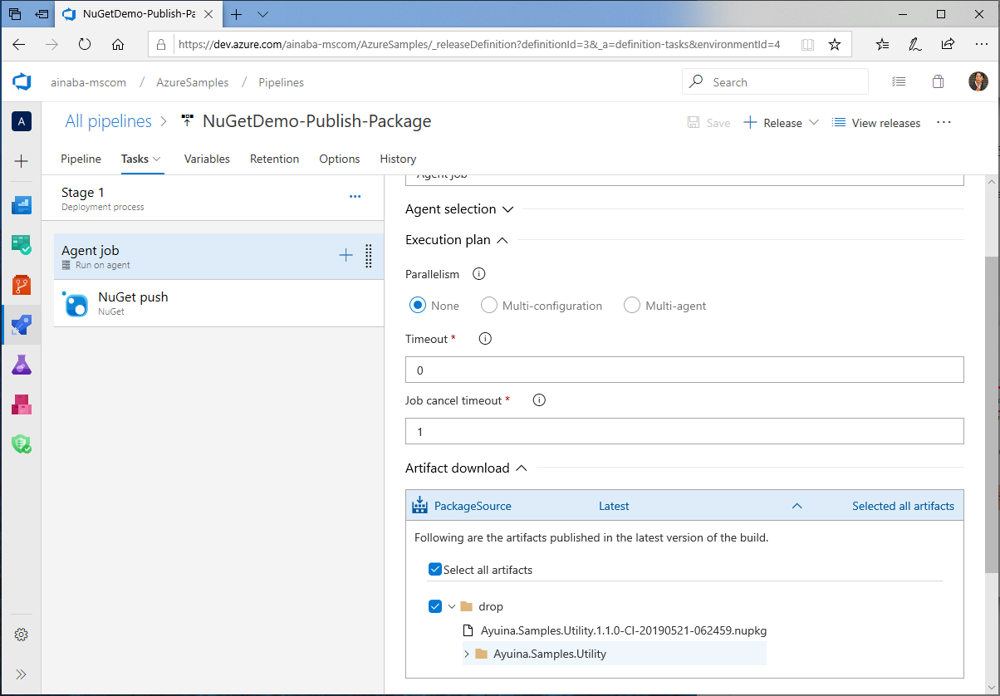 NuGetDemo-Publish-Pa
https://dev.azure.com/ainaba-mscom/AzureSamples/_releaseDefinition?definitionId=3&_a=definition-tasks&environmentId=4
ainaba-mscom / AzureSamples / Pipelines
Search
A
All pipelines > NuGetDemo-Publish-Package
Save
Release
View releases
Pipeline Tasks Variables Retention Options History
Stage 1
Deployment process
Agent job
Run on agent
NuGet push
NuGet
Agent job
Agent selection
Execution plan
Parallelism
None Multi-configuration Multi-agent
Timeout *
0
Job cancel timeout *
1
Artifact download
PackageSource Latest Selected all artifacts
Following are the artifacts published in the latest version of the build.
Select all artifacts
drop
Ayuina.Samples.Utility.1.1.0-CI-20190521-062459.nupkg
Ayuina.Samples.Utility